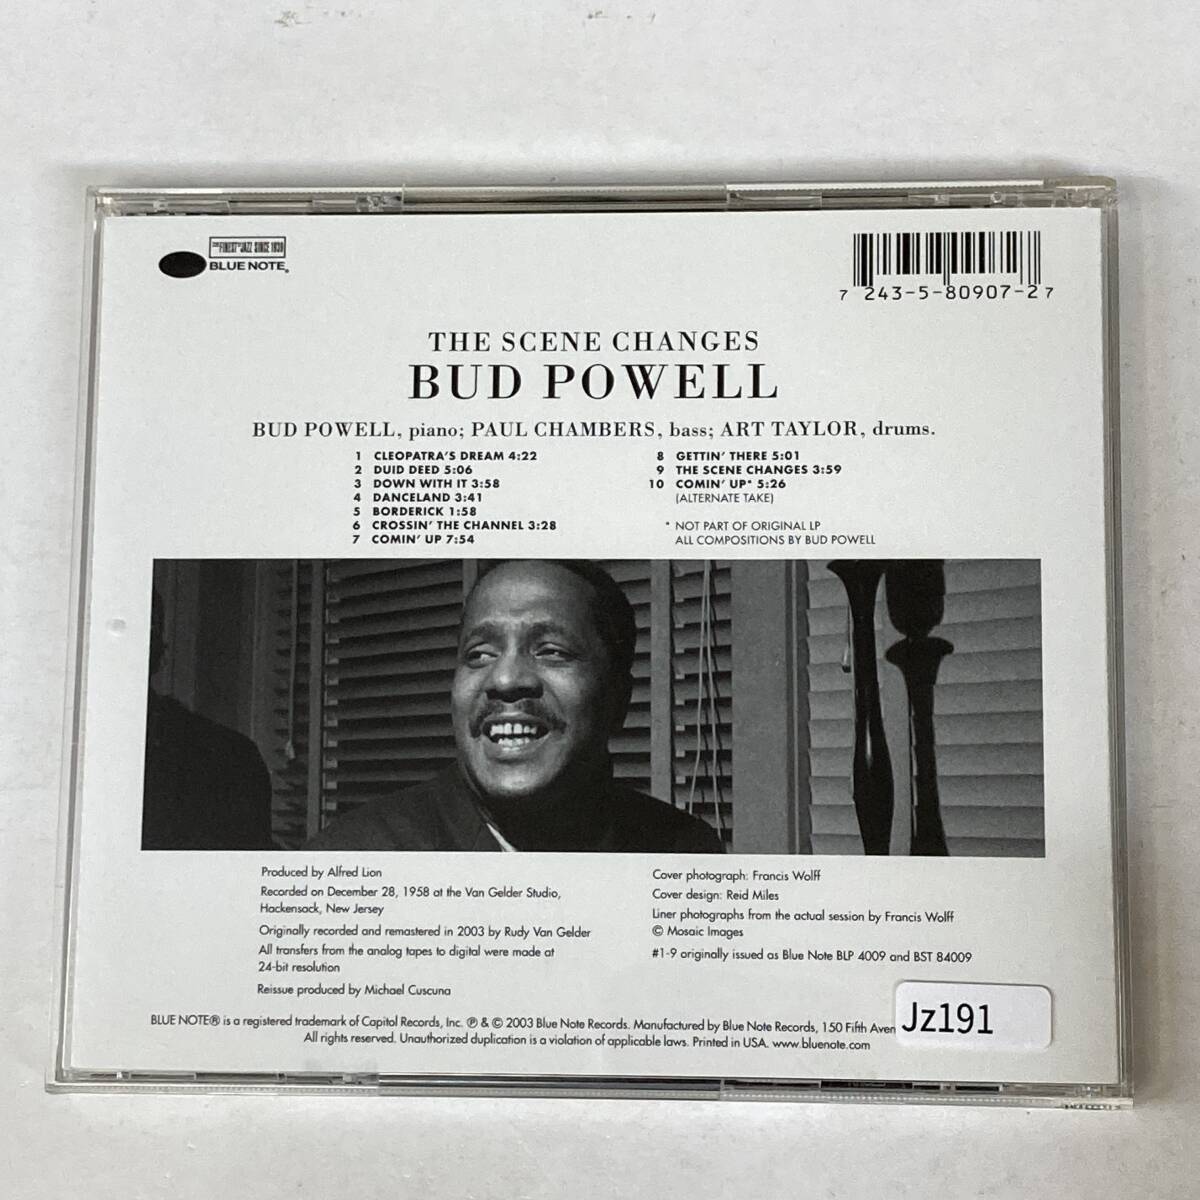 THE FINEST IN JAZZ SINCE 1939
BLUE NOTE®
7 243-5-80907-2 7
THE SCENE CHANGES
BUD POWELL
BUD POWELL, piano; PAUL CHAMBERS, bass; ART TAYLOR, drums.
1 CLEOPATRA'S DREAM 4:22
2 DUID DEED 5:06
3 DOWN WITH IT 3:58
4 DANCELAND 3:41
5 BORDERICK 1:58
6 CROSSIN' THE CHANNEL 3:28
7 COMIN' UP 7:54
8 GETTIN' THERE 5:01
9 THE SCENE CHANGES 3:59
10 COMIN' UP* 5:26
(ALTERNATE TAKE)
* NOT PART OF ORIGINAL LP
ALL COMPOSITIONS BY BUD POWELL
Produced by Alfred Lion
Recorded on December 28, 1958 at the Van Gelder Studio,
Hackensack, New Jersey
Originally recorded and remastered in 2003 by Rudy Van Gelder
All transfers from the analog tapes to digital were made at
24-bit resolution
Reissue produced by Michael Cuscuna
Cover photograph: Francis Wolff
Cover design: Reid Miles
Liner photographs from the actual session by Francis Wolff
© Mosaic Images
#1-9 originally issued as Blue Note BLP 4009 and BST 84009
BLUE NOTE® is a registered trademark of Capitol Records, Inc. ℗ & © 2003 Blue Note Records. Manufactured by Blue Note Records, 150 Fifth Aven
All rights reserved. Unauthorized duplication is a violation of applicable laws. Printed in USA. www.bluenote.com
Jz191